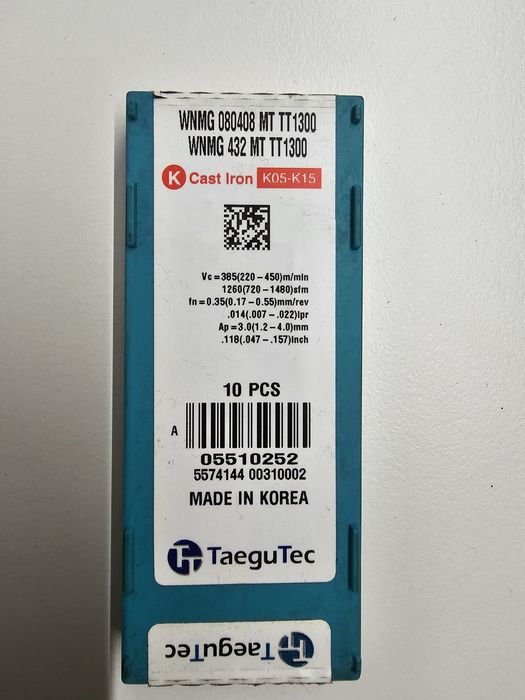 WNMG 080408 MT TT1300
WNMG 432 MT TT1300
K Cast Iron K05-K15
Vc=385(220-450)m/min
1260(720-1480)sfm
fn=0.35(0.17-0.55)mm/rev
.014(.007-.022)ipr
Ap=3.0(1.2-4.0)mm
.118(.047-.157)inch
10 PCS
A
05510252
5574144 00310002
MADE IN KOREA
TaeguTec
TaeguTec